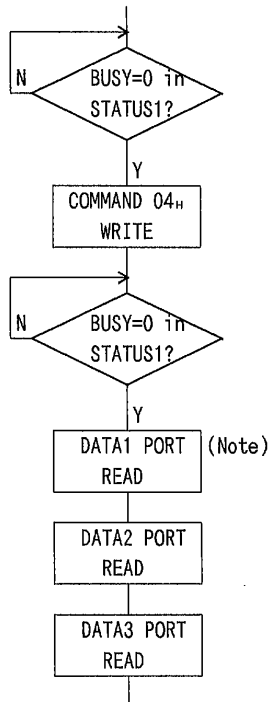 BUSY=0 in
STATUS1?
N
Y
COMMAND 04H
WRITE
BUSY=0 in
STATUS1?
N
Y
DATA1 PORT
READ
(Note)
DATA2 PORT
READ
DATA3 PORT
READ